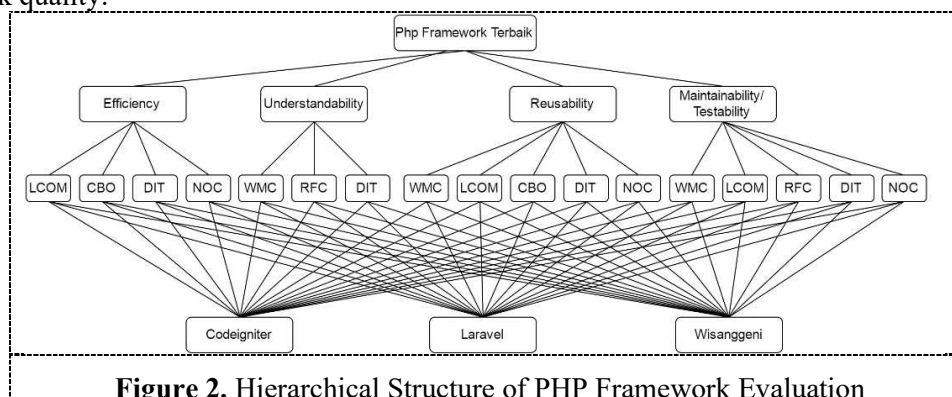 k quality.
Php Framework Terbaik
Efficiency
Understandability
Reusability
Maintainability/
Testability
LCOM
CBO
DIT
NOC
WMC
RFC
DIT
WMC
LCOM
CBO
DIT
NOC
WMC
LCOM
RFC
DIT
NOC
Codeigniter
Laravel
Wisanggeni
Figure 2. Hierarchical Structure of PHP Framework Evaluation